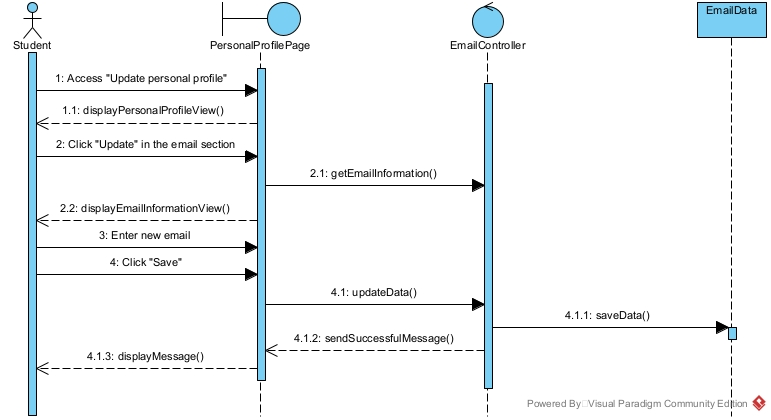 EmailData
Student
PersonalProfilePage
EmailController
1: Access "Update personal profile"
1.1: displayPersonalProfileView()
2: Click "Update" in the email section
2.1: getEmailInformation()
2.2: displayEmailInformationView()
3: Enter new email
4: Click "Save"
4.1: updateData()
4.1.1: saveData()
4.1.2: sendSuccessfulMessage()
4.1.3: displayMessage()
Powered By Visual Paradigm Community Edition